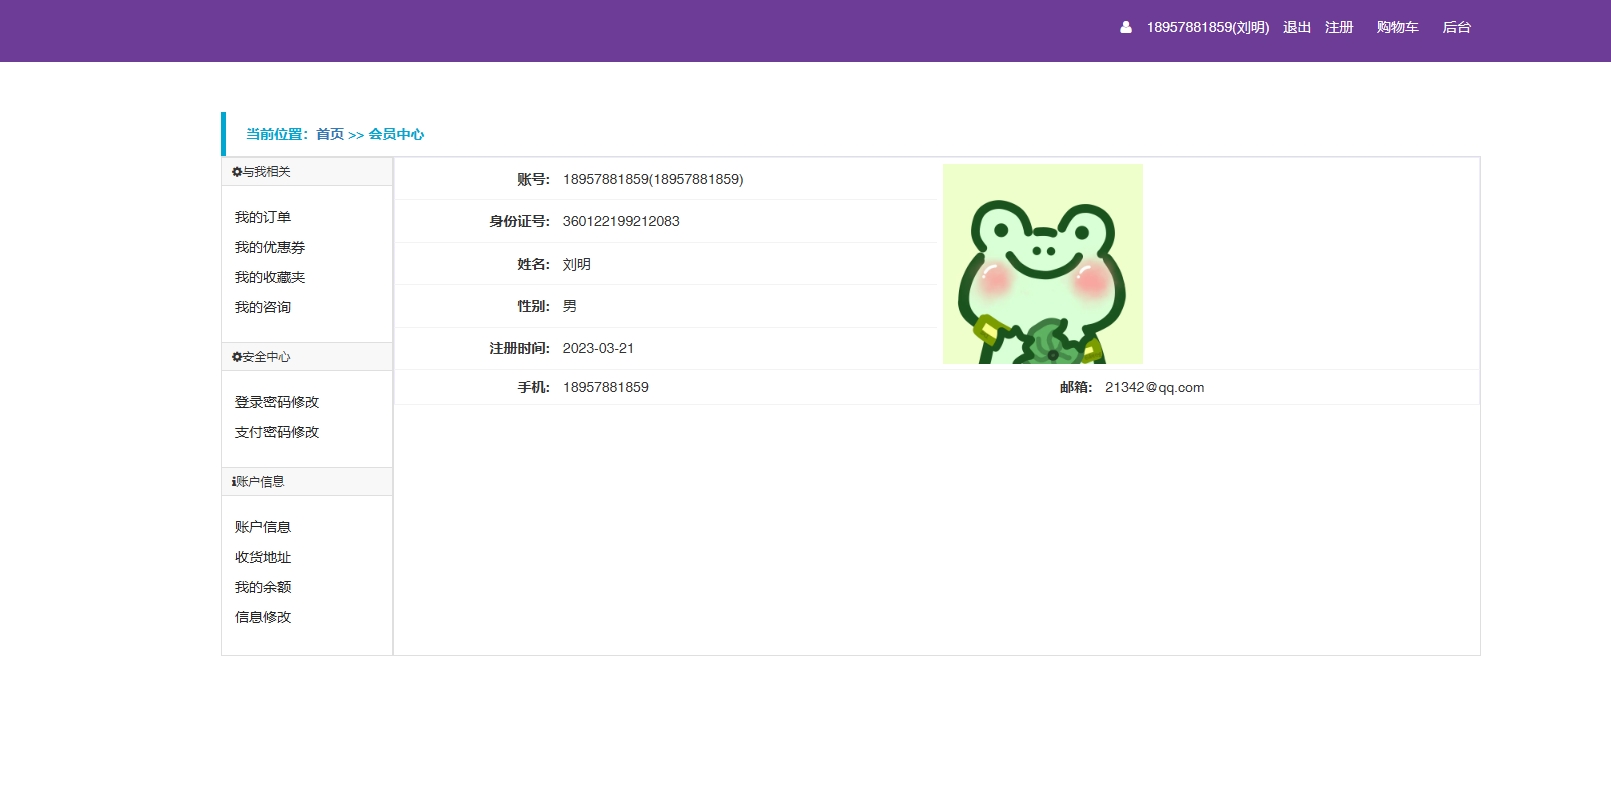 18957881859(刘明) 退出 注册 购物车 后台
当前位置：首页 >> 会员中心
与我相关
我的订单
我的优惠券
我的收藏夹
我的咨询
安全中心
登录密码修改
支付密码修改
账户信息
账户信息
收货地址
我的余额
信息修改
账号: 18957881859(18957881859)
身份证号: 360122199212083
姓名: 刘明
性别: 男
注册时间: 2023-03-21
手机: 18957881859 邮箱: 21342@qq.com